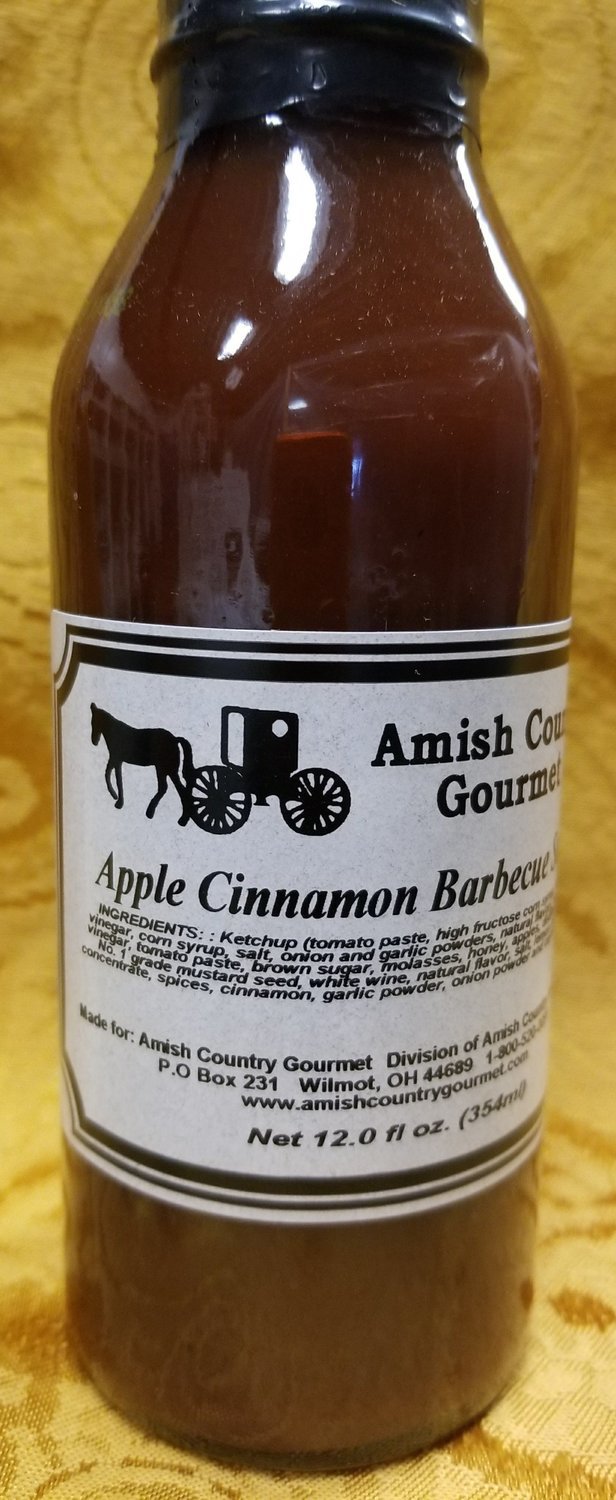 Amish Cou
Gourmet
Apple Cinnamon Barbecue S
INGREDIENTS: : Ketchup (tomato paste, high fructose corn
vinegar, corn syrup, salt, onion and garlic powders, natural
vinegar, tomato paste, brown sugar, molasses, honey, apples,
No. 1 grade mustard seed, white wine, natural flavor, salt,
concentrate, spices, cinnamon, garlic powder, onion powder
Made for: Amish Country Gourmet Division of Amish
P.O Box 231 Wilmot, OH 44689 1-800-520-
www.amishcountrygourmet.com
Net 12.0 fl oz. (354ml)